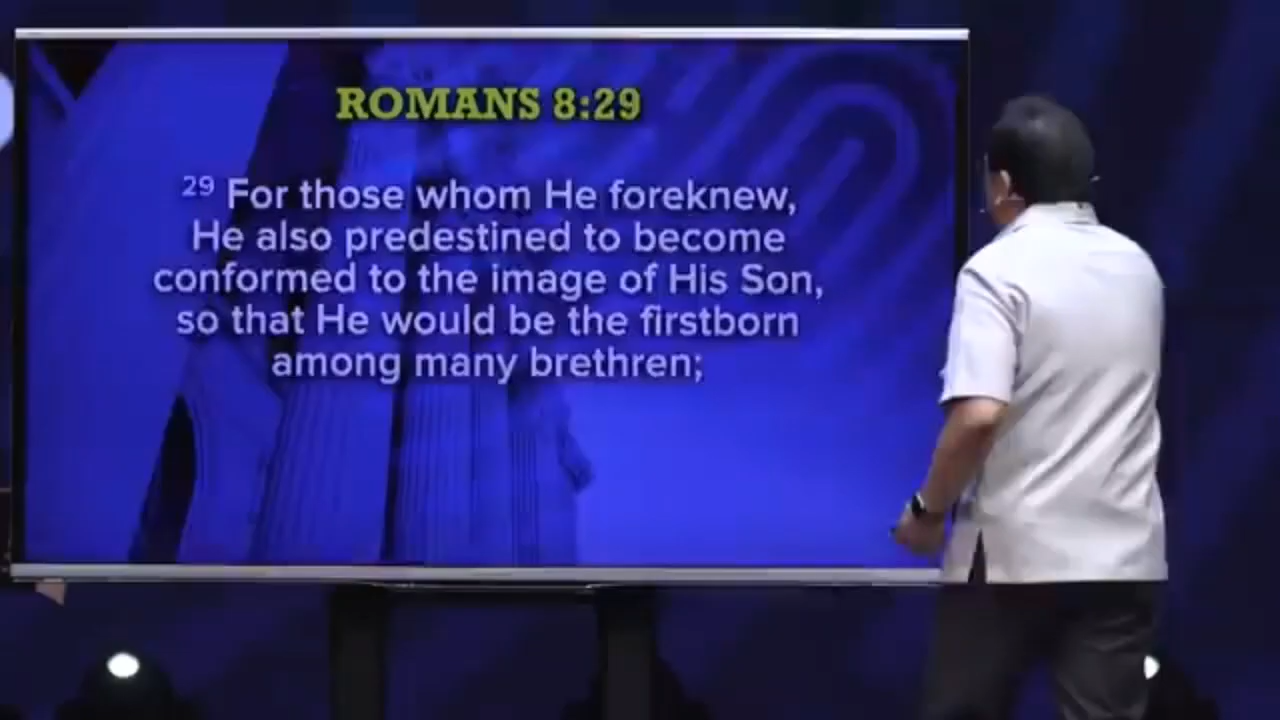 ROMANS 8:29
29 For those whom He foreknew,
He also predestined to become
conformed to the image of His Son,
so that He would be the firstborn
among many brethren;